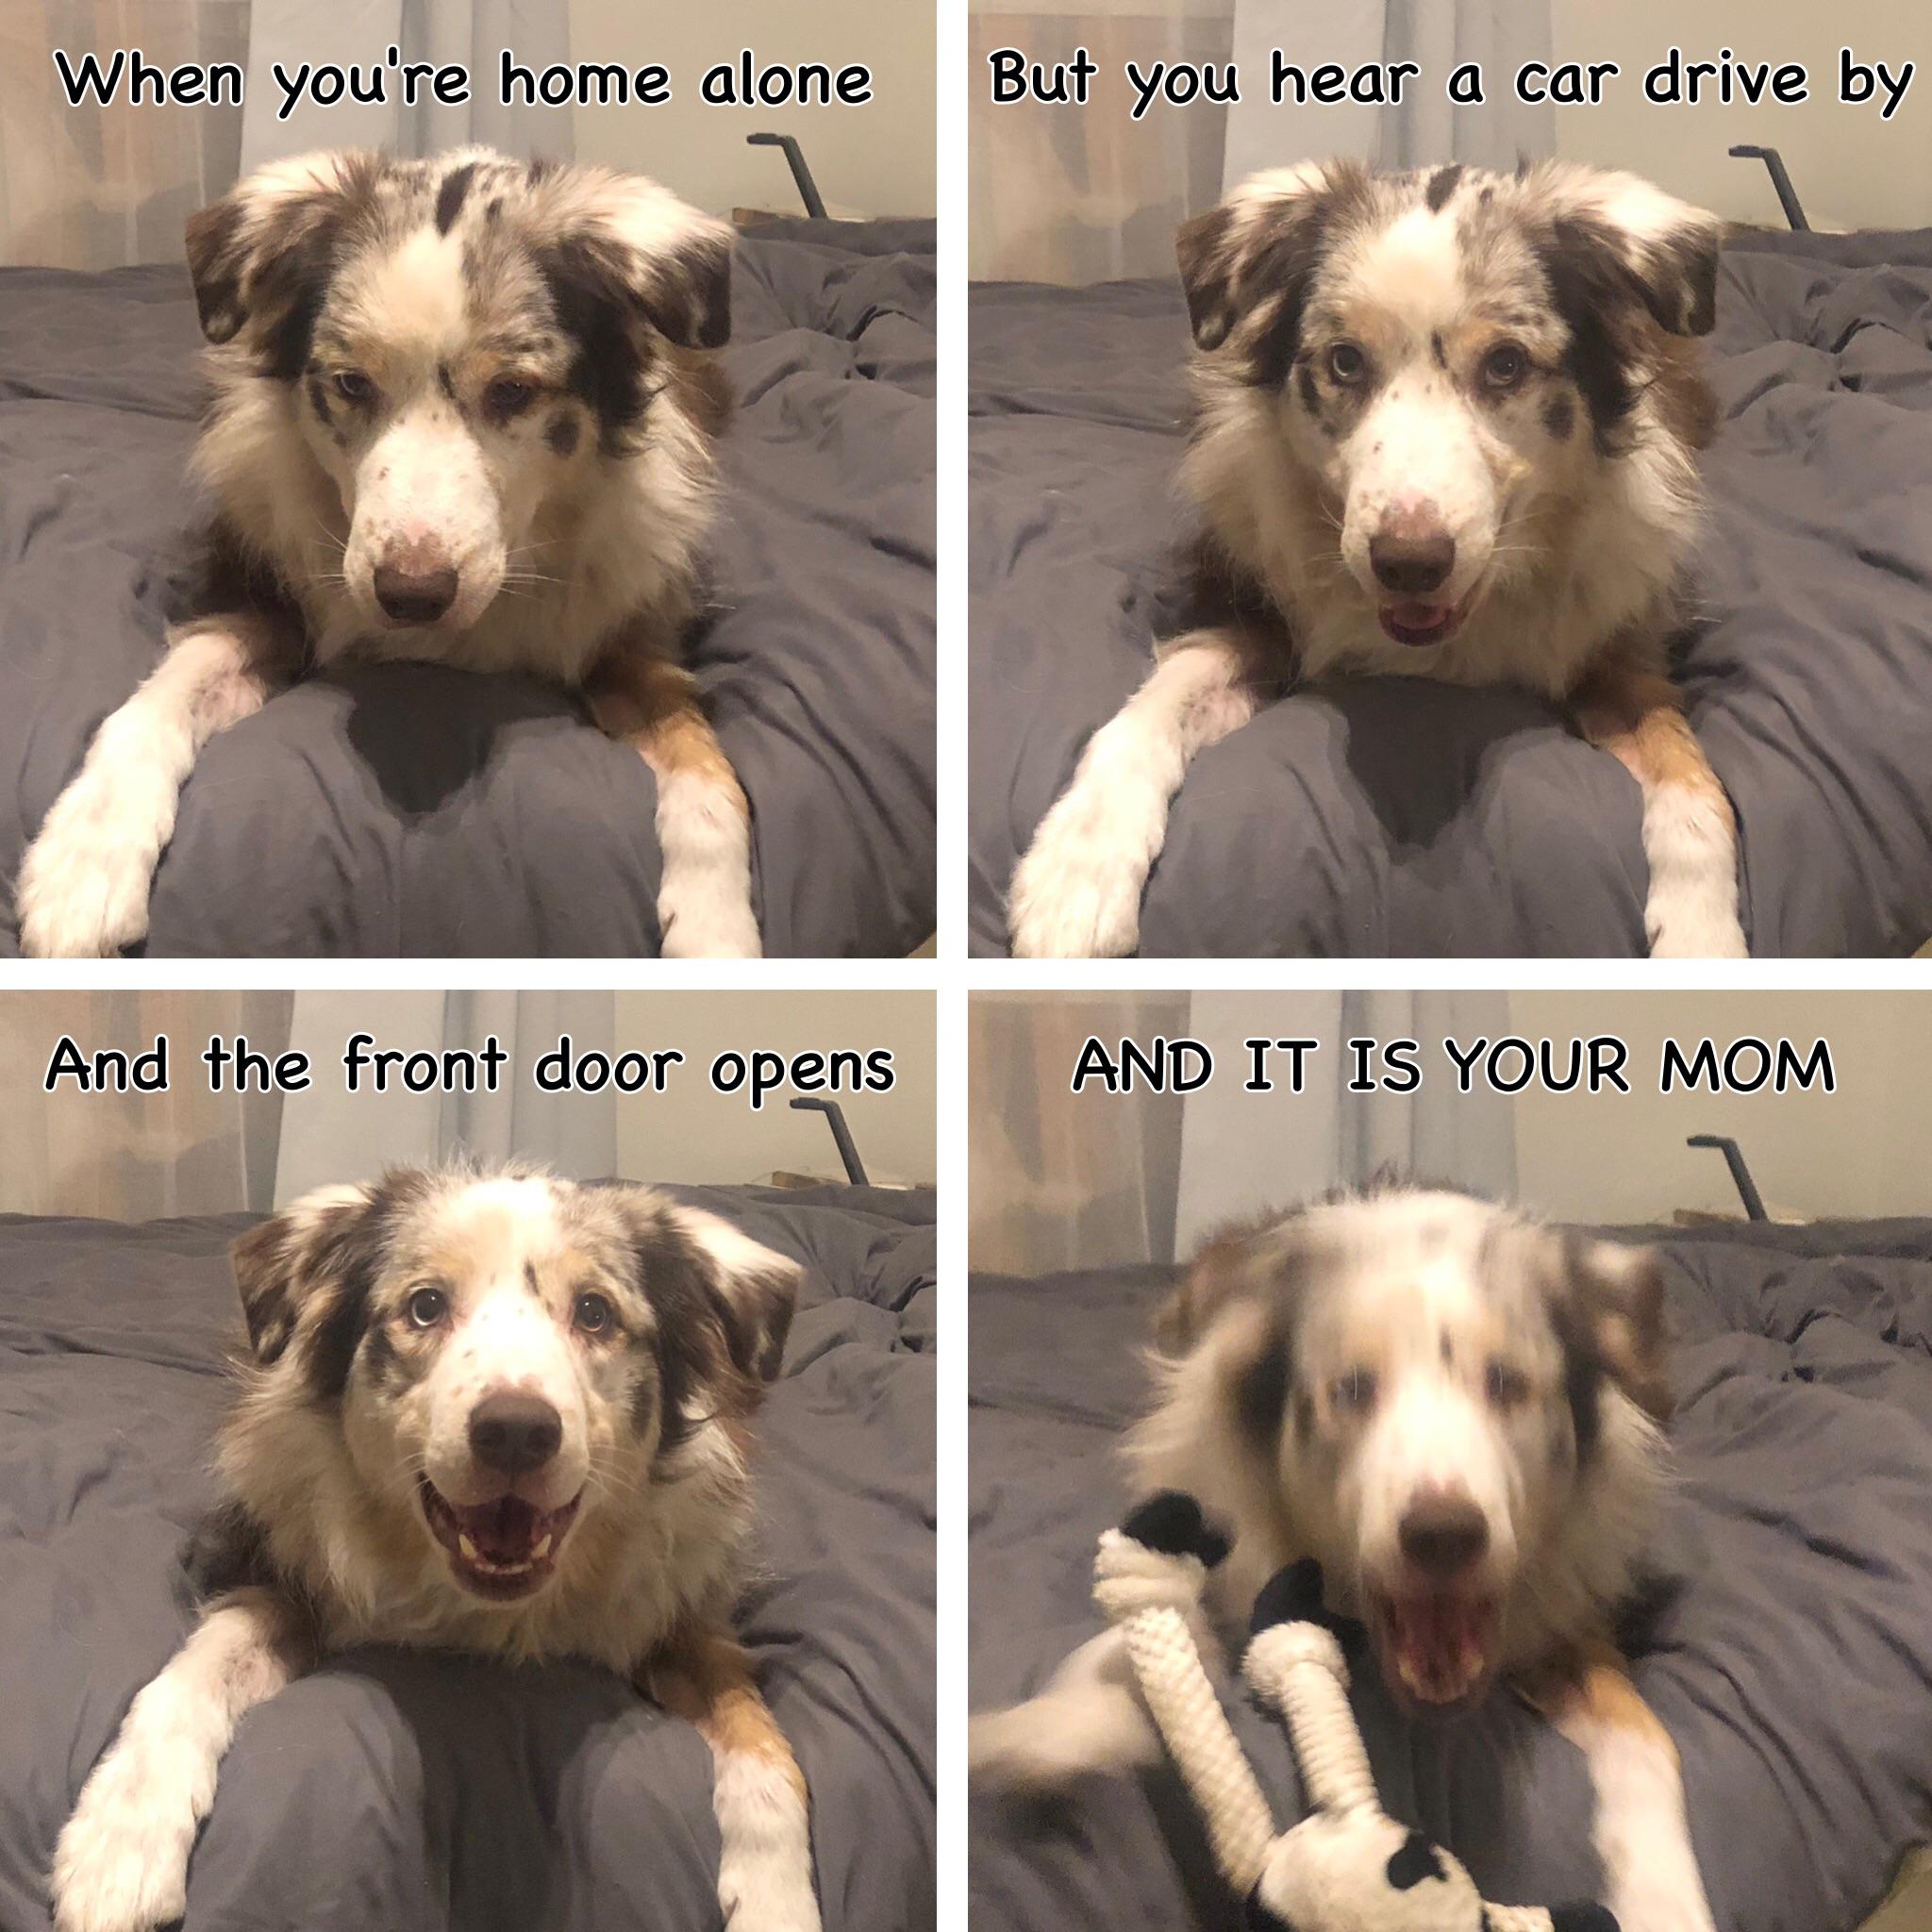 When you're home alone
But you hear a car drive by
And the front door opens
AND IT IS YOUR MOM